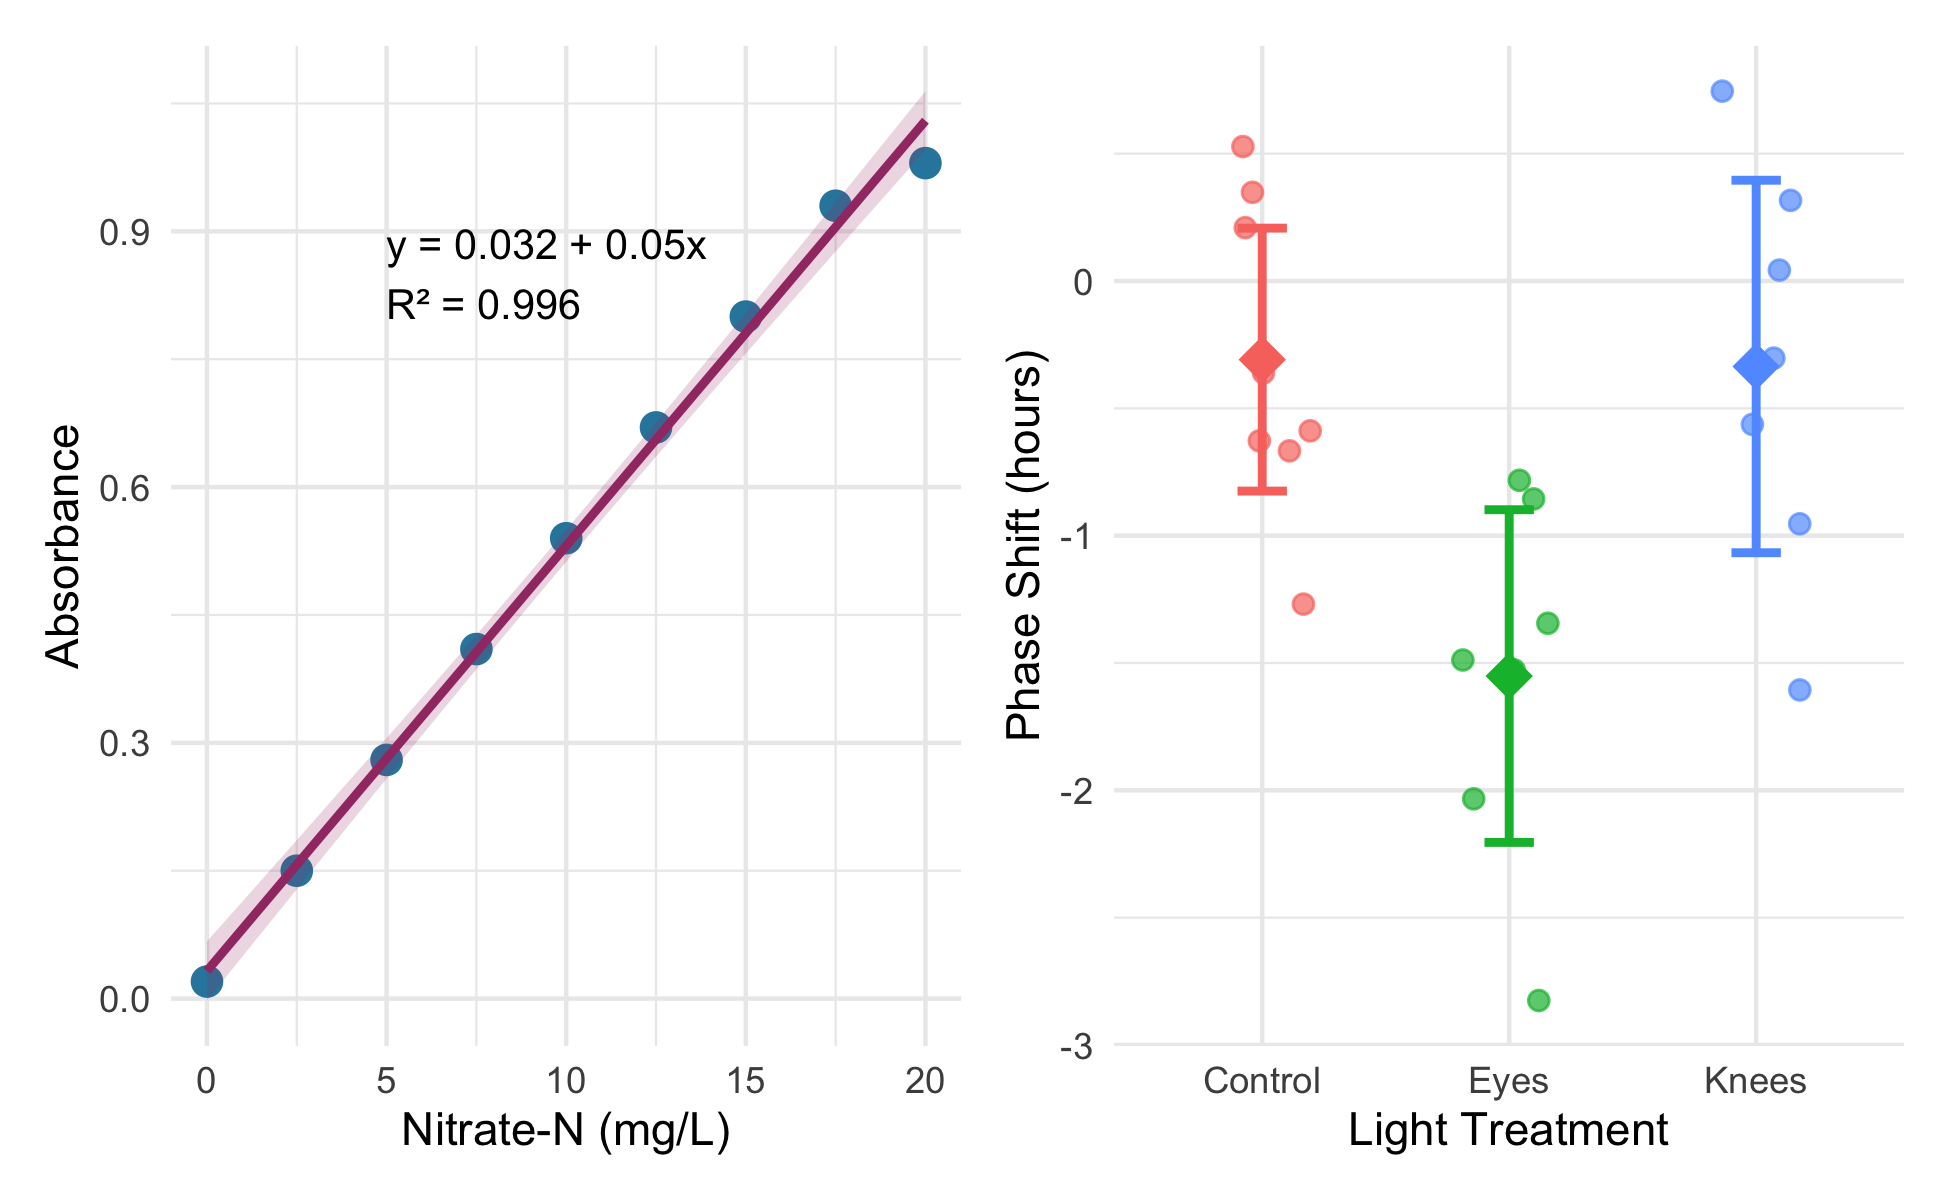 y = 0.032 + 0.05x
R² = 0.996
0.9
0.6
0.3
0.0
Absorbance
0 5 10 15 20
Nitrate-N (mg/L)
0
-1
-2
-3
Phase Shift (hours)
Control Eyes Knees
Light Treatment